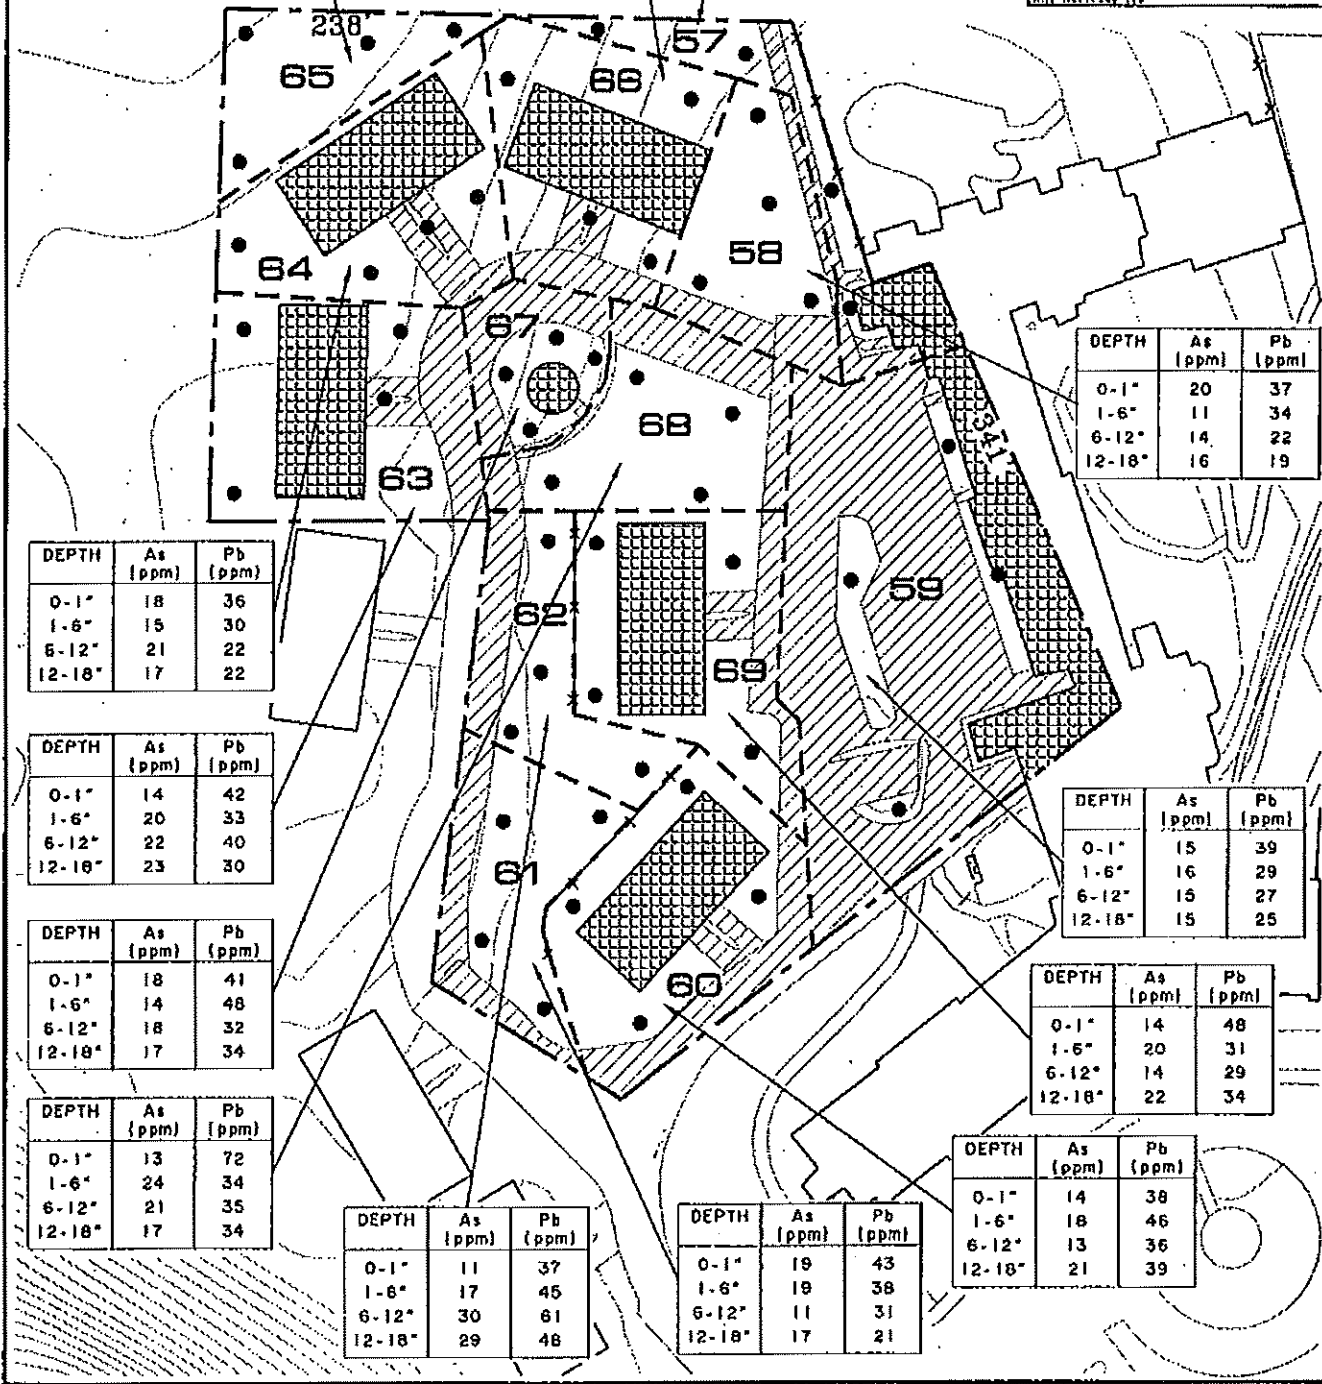 238'
57
65
66
58
64
67
68
63
341'
59
62
69
61
60
DEPTH As (ppm) Pb (ppm)
0-1" 20 37
1-6" 11 34
6-12" 14 22
12-18" 16 19
DEPTH As (ppm) Pb (ppm)
0-1" 18 36
1-6" 15 30
6-12" 21 22
12-18" 17 22
DEPTH As (ppm) Pb (ppm)
0-1" 14 42
1-6" 20 33
6-12" 22 40
12-18" 23 30
DEPTH As (ppm) Pb (ppm)
0-1" 15 39
1-6" 16 29
6-12" 15 27
12-18" 15 25
DEPTH As (ppm) Pb (ppm)
0-1" 18 41
1-6" 14 48
6-12" 18 32
12-18" 17 34
DEPTH As (ppm) Pb (ppm)
0-1" 14 48
1-6" 20 31
6-12" 14 29
12-18" 22 34
DEPTH As (ppm) Pb (ppm)
0-1" 13 72
1-6" 24 34
6-12" 21 35
12-18" 17 34
DEPTH As (ppm) Pb (ppm)
0-1" 14 38
1-6" 18 46
6-12" 13 36
12-18" 21 39
DEPTH As (ppm) Pb (ppm)
0-1" 11 37
1-6" 17 45
6-12" 30 61
12-18" 29 48
DEPTH As (ppm) Pb (ppm)
0-1" 19 43
1-6" 19 38
6-12" 11 31
12-18" 17 21